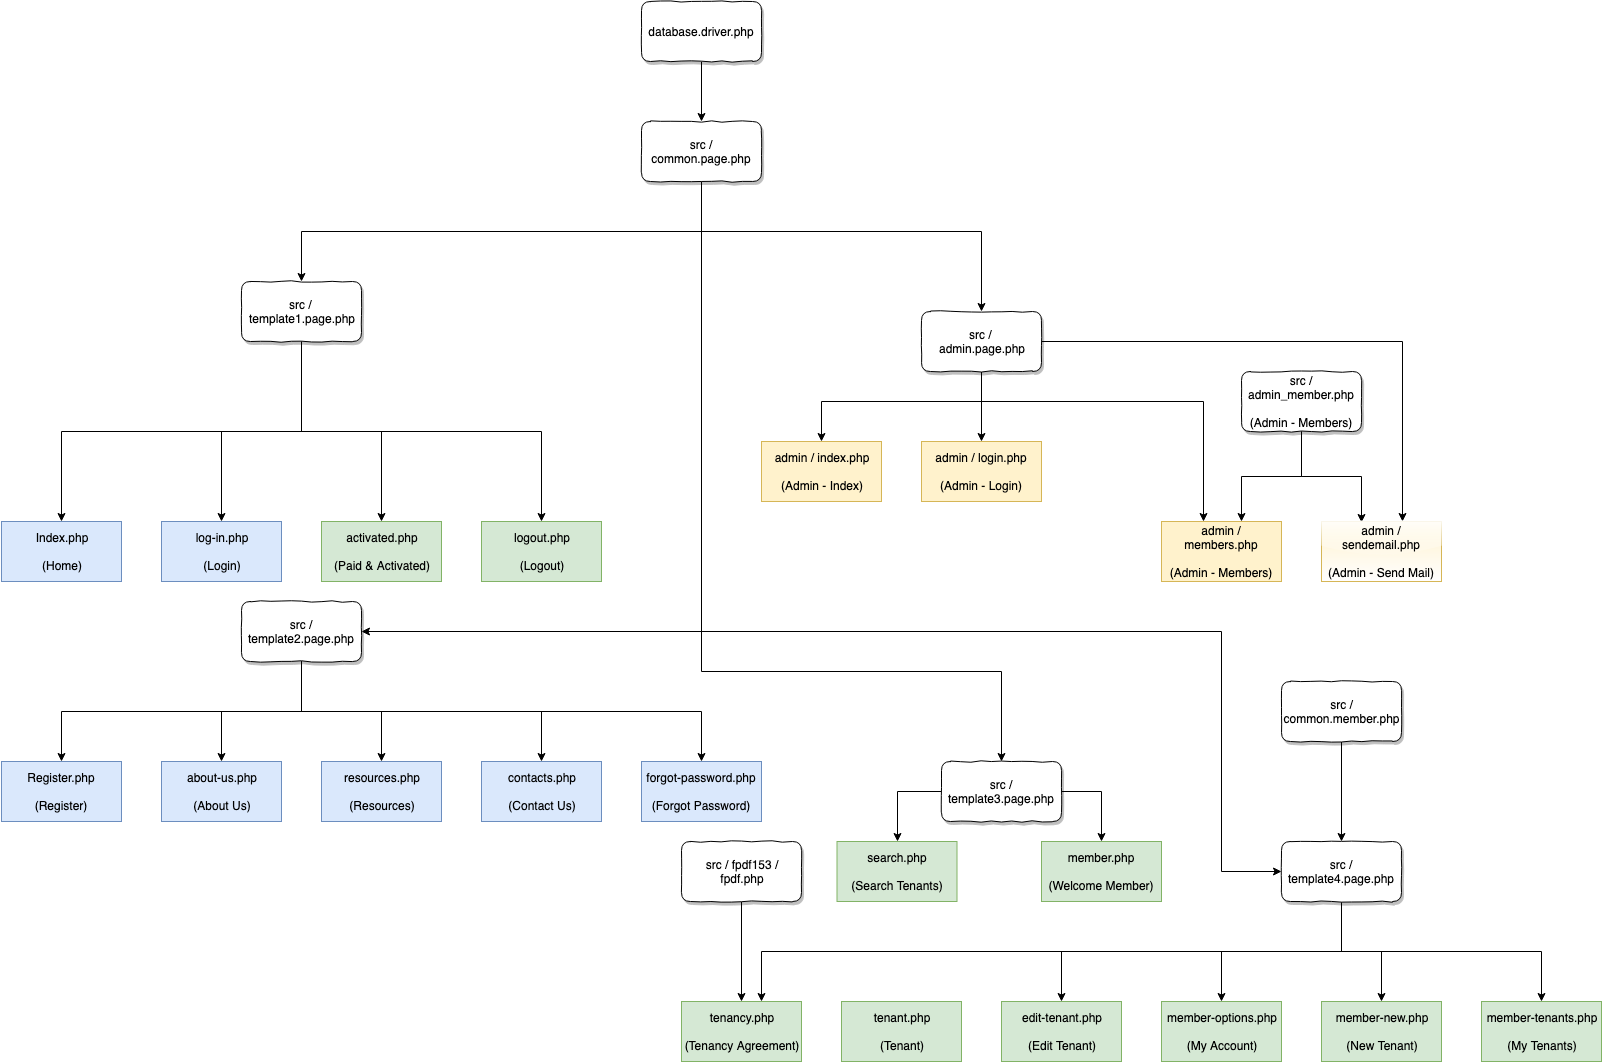 database.driver.php
src /
common.page.php
src /
template1.page.php
src /
admin.page.php
src /
admin_member.php
(Admin - Members)
admin / index.php
(Admin - Index)
admin / login.php
(Admin - Login)
Index.php
(Home)
log-in.php
(Login)
activated.php
(Paid & Activated)
logout.php
(Logout)
admin /
members.php
(Admin - Members)
admin /
sendemail.php
(Admin - Send Mail)
src /
template2.page.php
src /
common.member.php
Register.php
(Register)
about-us.php
(About Us)
resources.php
(Resources)
contacts.php
(Contact Us)
forgot-password.php
(Forgot Password)
src /
template3.page.php
src / fpdf153 /
fpdf.php
search.php
(Search Tenants)
member.php
(Welcome Member)
src /
template4.page.php
tenancy.php
(Tenancy Agreement)
tenant.php
(Tenant)
edit-tenant.php
(Edit Tenant)
member-options.php
(My Account)
member-new.php
(New Tenant)
member-tenants.php
(My Tenants)